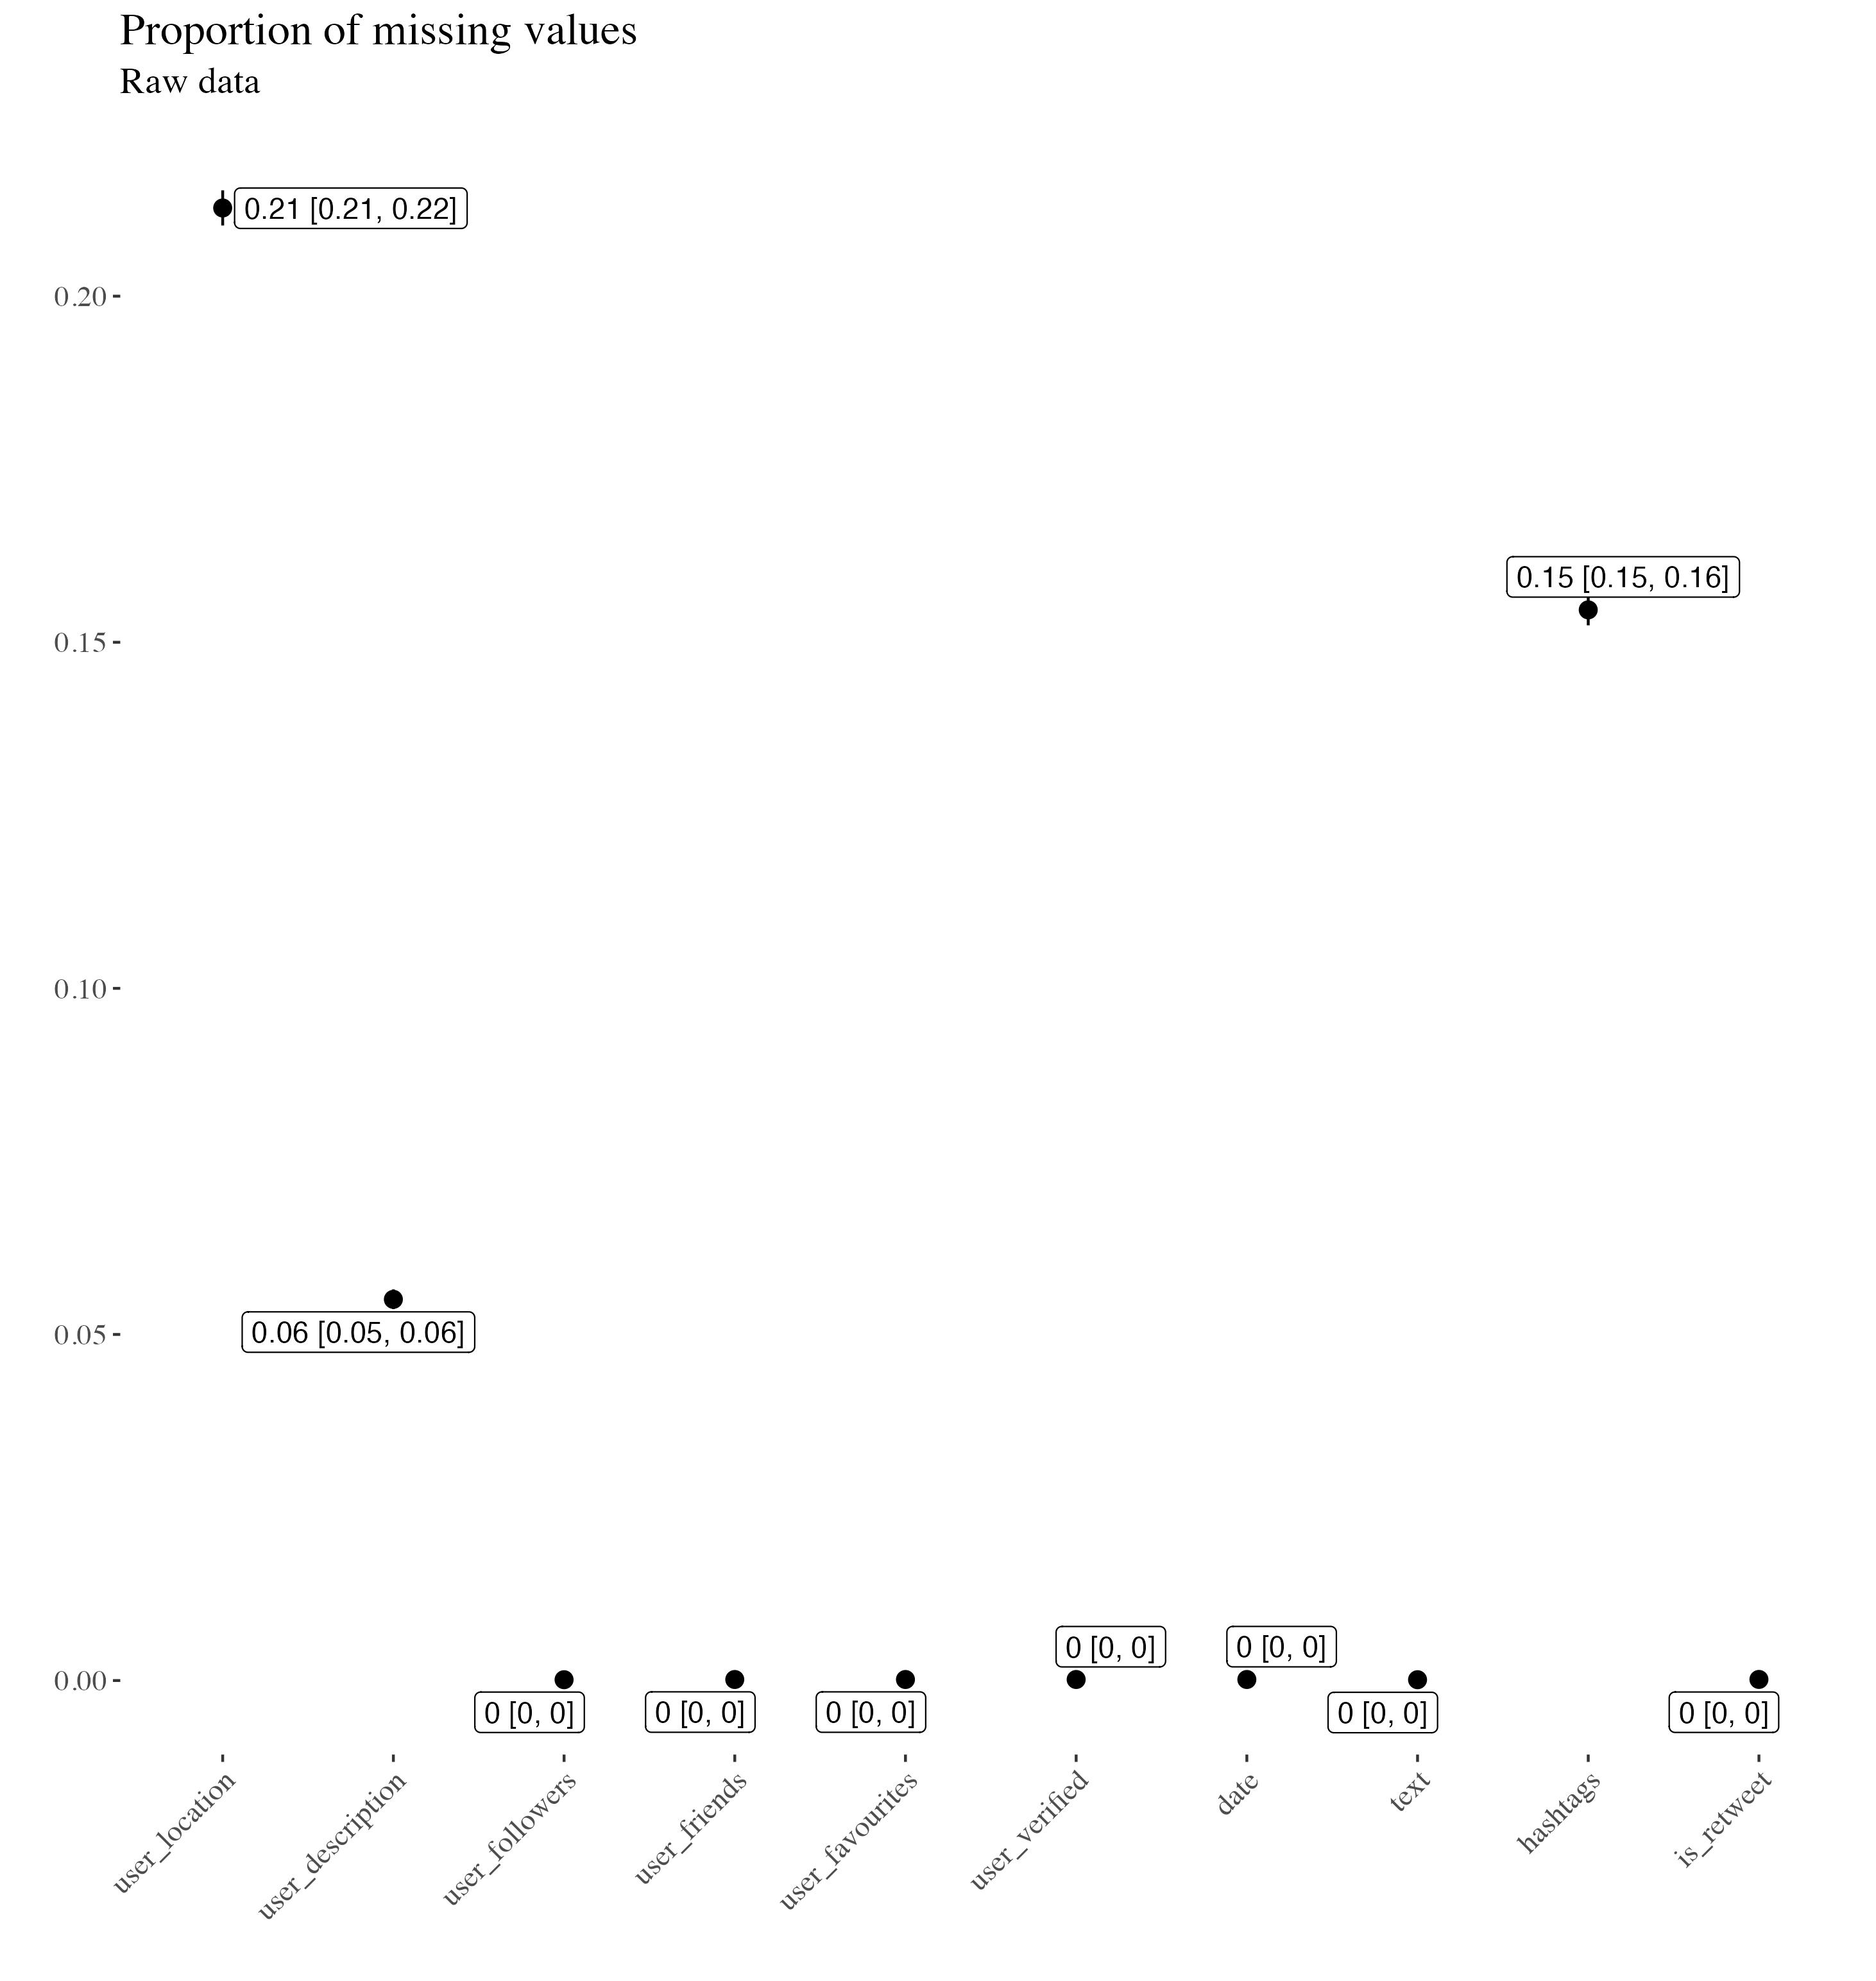 Proportion of missing values
Raw data
0.21 [0.21, 0.22]
0.20
0.15 [0.15, 0.16]
0.15
0.10
0.06 [0.05, 0.06]
0.05
0 [0, 0] 0 [0, 0]
0.00
0 [0, 0] 0 [0, 0] 0 [0, 0] 0 [0, 0] 0 [0, 0]
user_location user_description user_followers user_friends user_favourites user_verified date text hashtags is_retweet